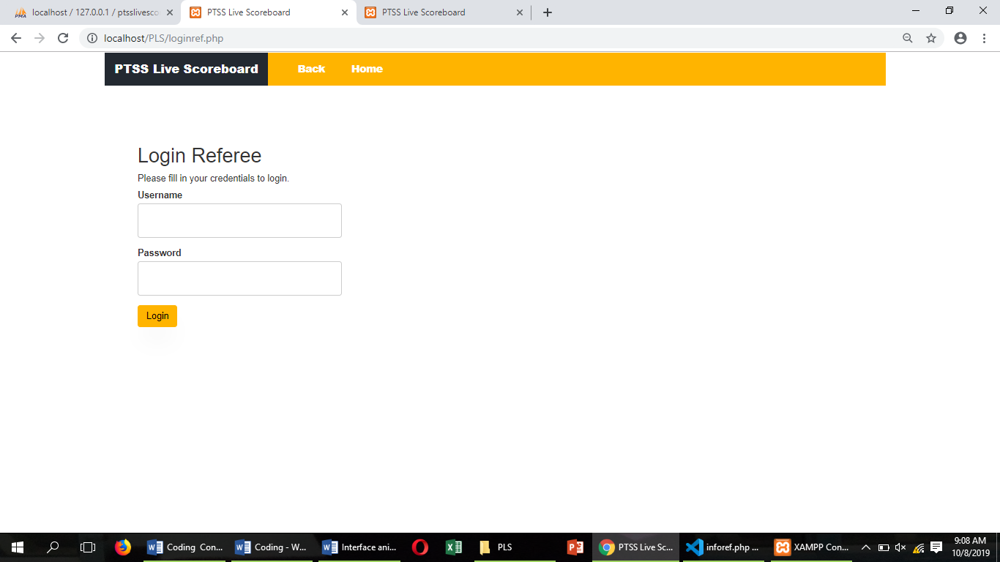 PMA localhost / 127.0.0.1 / ptsslivesco
PTSS Live Scoreboard
PTSS Live Scoreboard
localhost/PLS/loginref.php
PTSS Live Scoreboard Back Home
Login Referee
Please fill in your credentials to login.
Username
Password
Login
Coding Con...
Coding - W...
Interface ani...
PLS
PTSS Live Sc...
inforef.php ...
XAMPP Con...
9:08 AM
10/8/2019